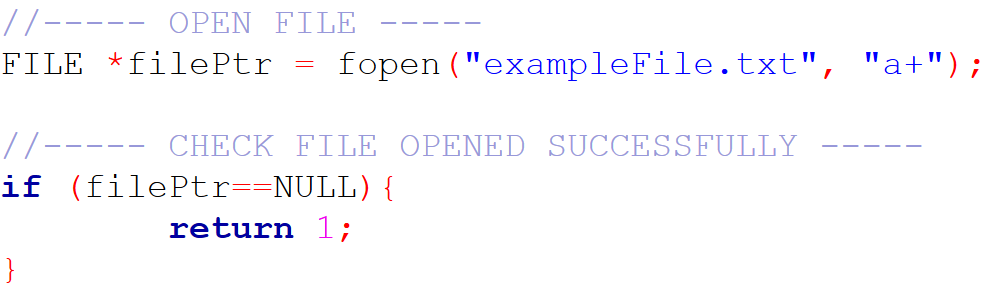 //----- OPEN FILE -----
FILE *filePtr = fopen("exampleFile.txt", "a+");
//----- CHECK FILE OPENED SUCCESSFULLY -----
if (filePtr==NULL){
        return 1;
}